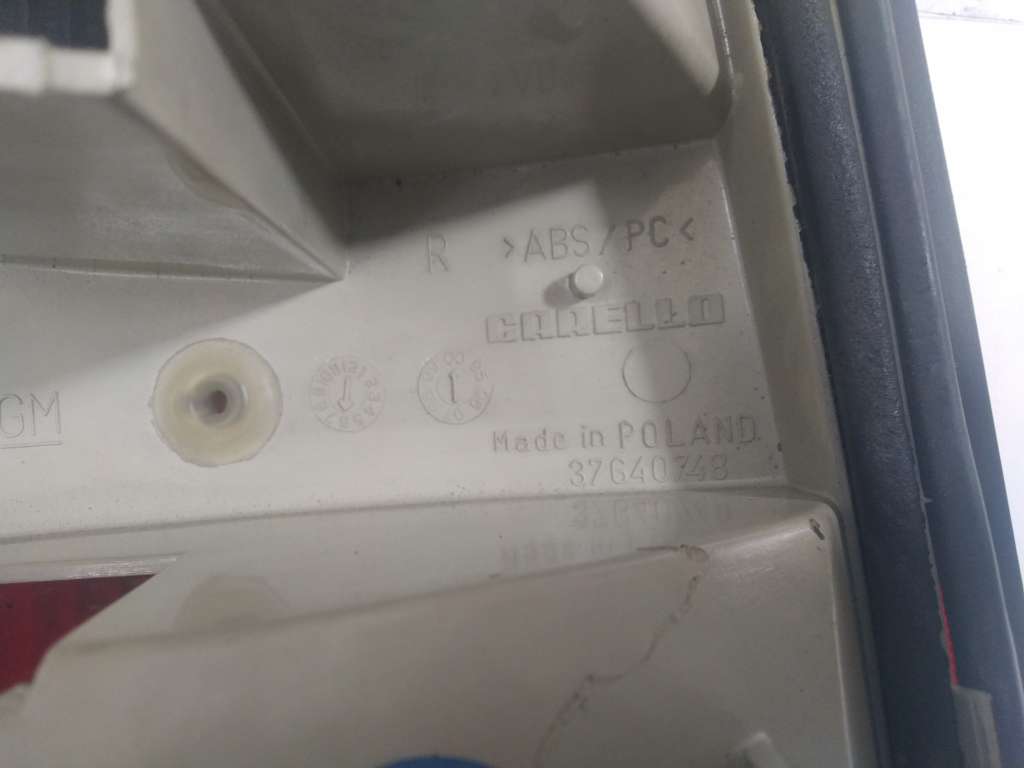 R >ABS/PC<
CARELLO
GM
Made in POLAND
37640748